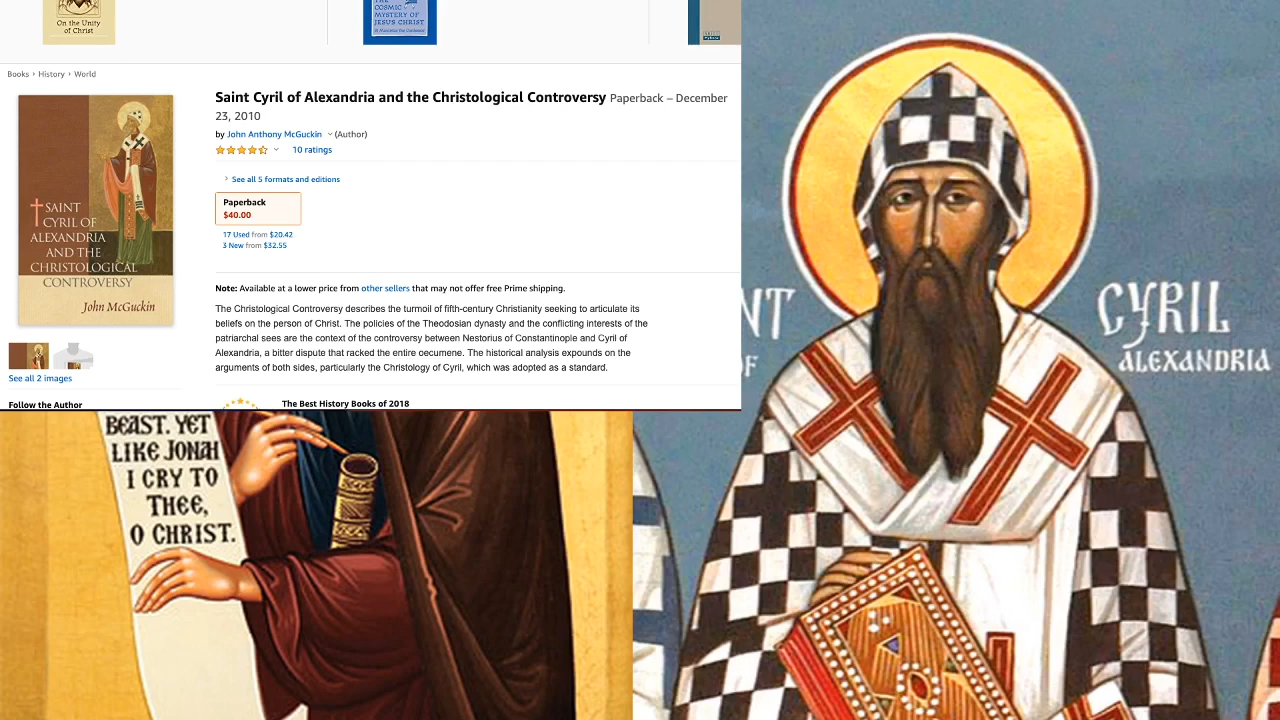 On the Unity
of Christ
THE
COSMIC
MYSTERY OF
JESUS CHRIST
Books › History › World
Saint Cyril of Alexandria and the Christological Controversy Paperback – December
23, 2010
by John Anthony McGuckin (Author)
10 ratings
› See all 5 formats and editions
Paperback
$40.00
17 Used from $20.42
3 New from $32.55
Note: Available at a lower price from other sellers that may not offer free Prime shipping.
The Christological Controversy describes the turmoil of fifth-century Christianity seeking to articulate its
beliefs on the person of Christ. The policies of the Theodosian dynasty and the conflicting interests of the
patriarchal sees are the context of the controversy between Nestorius of Constantinople and Cyril of
Alexandria, a bitter dispute that racked the entire oecumene. The historical analysis expounds on the
arguments of both sides, particularly the Christology of Cyril, which was adopted as a standard.
SAINT
CYRIL OF
ALEXANDRIA
AND THE
CHRISTOLOGICAL
CONTROVERSY
John McGuckin
See all 2 images
Follow the Author
The Best History Books of 2018
NT
OF
CYRIL
ALEXANDRIA
BEAST. YET
LIKE JONAH
I CRY TO
THEE,
O CHRIST.